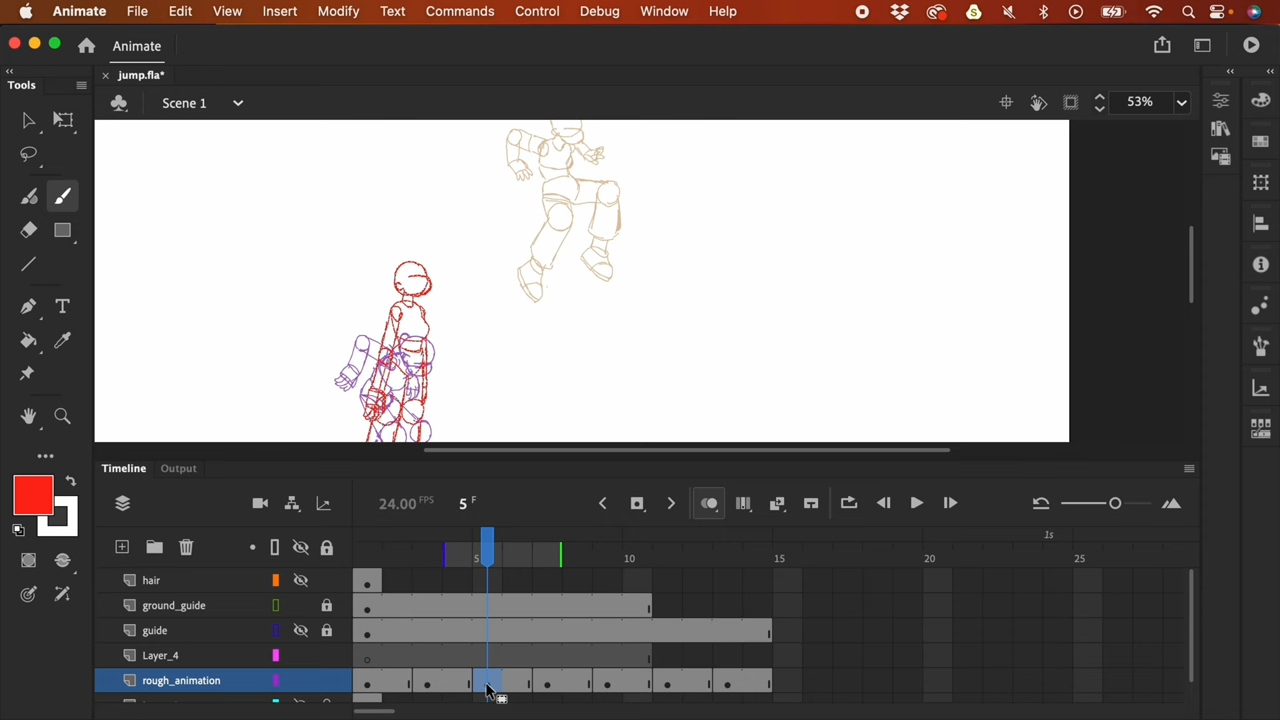 Animate File Edit View Insert Modify Text Commands Control Debug Window Help
Animate
Tools
jump.fla*
Scene 1
53%
Timeline Output
24.00 FPS 5 F
1s
5 10 15 20 25
hair
ground_guide
guide
Layer_4
rough_animation